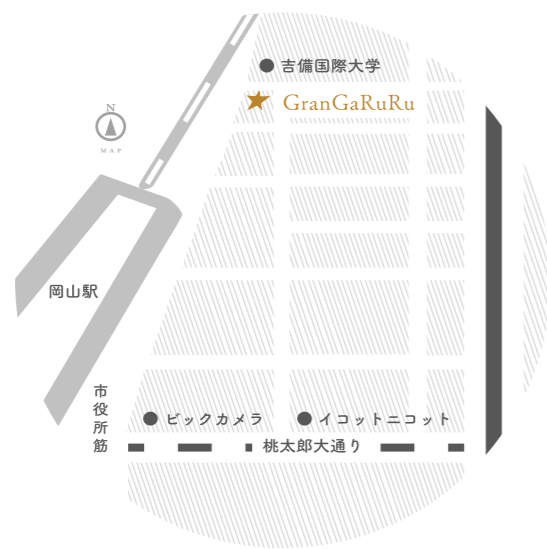 吉備国際大学
GranGaRuRu
N
MAP
岡山駅
市役所筋
ビックカメラ
イコットニコット
桃太郎大通り